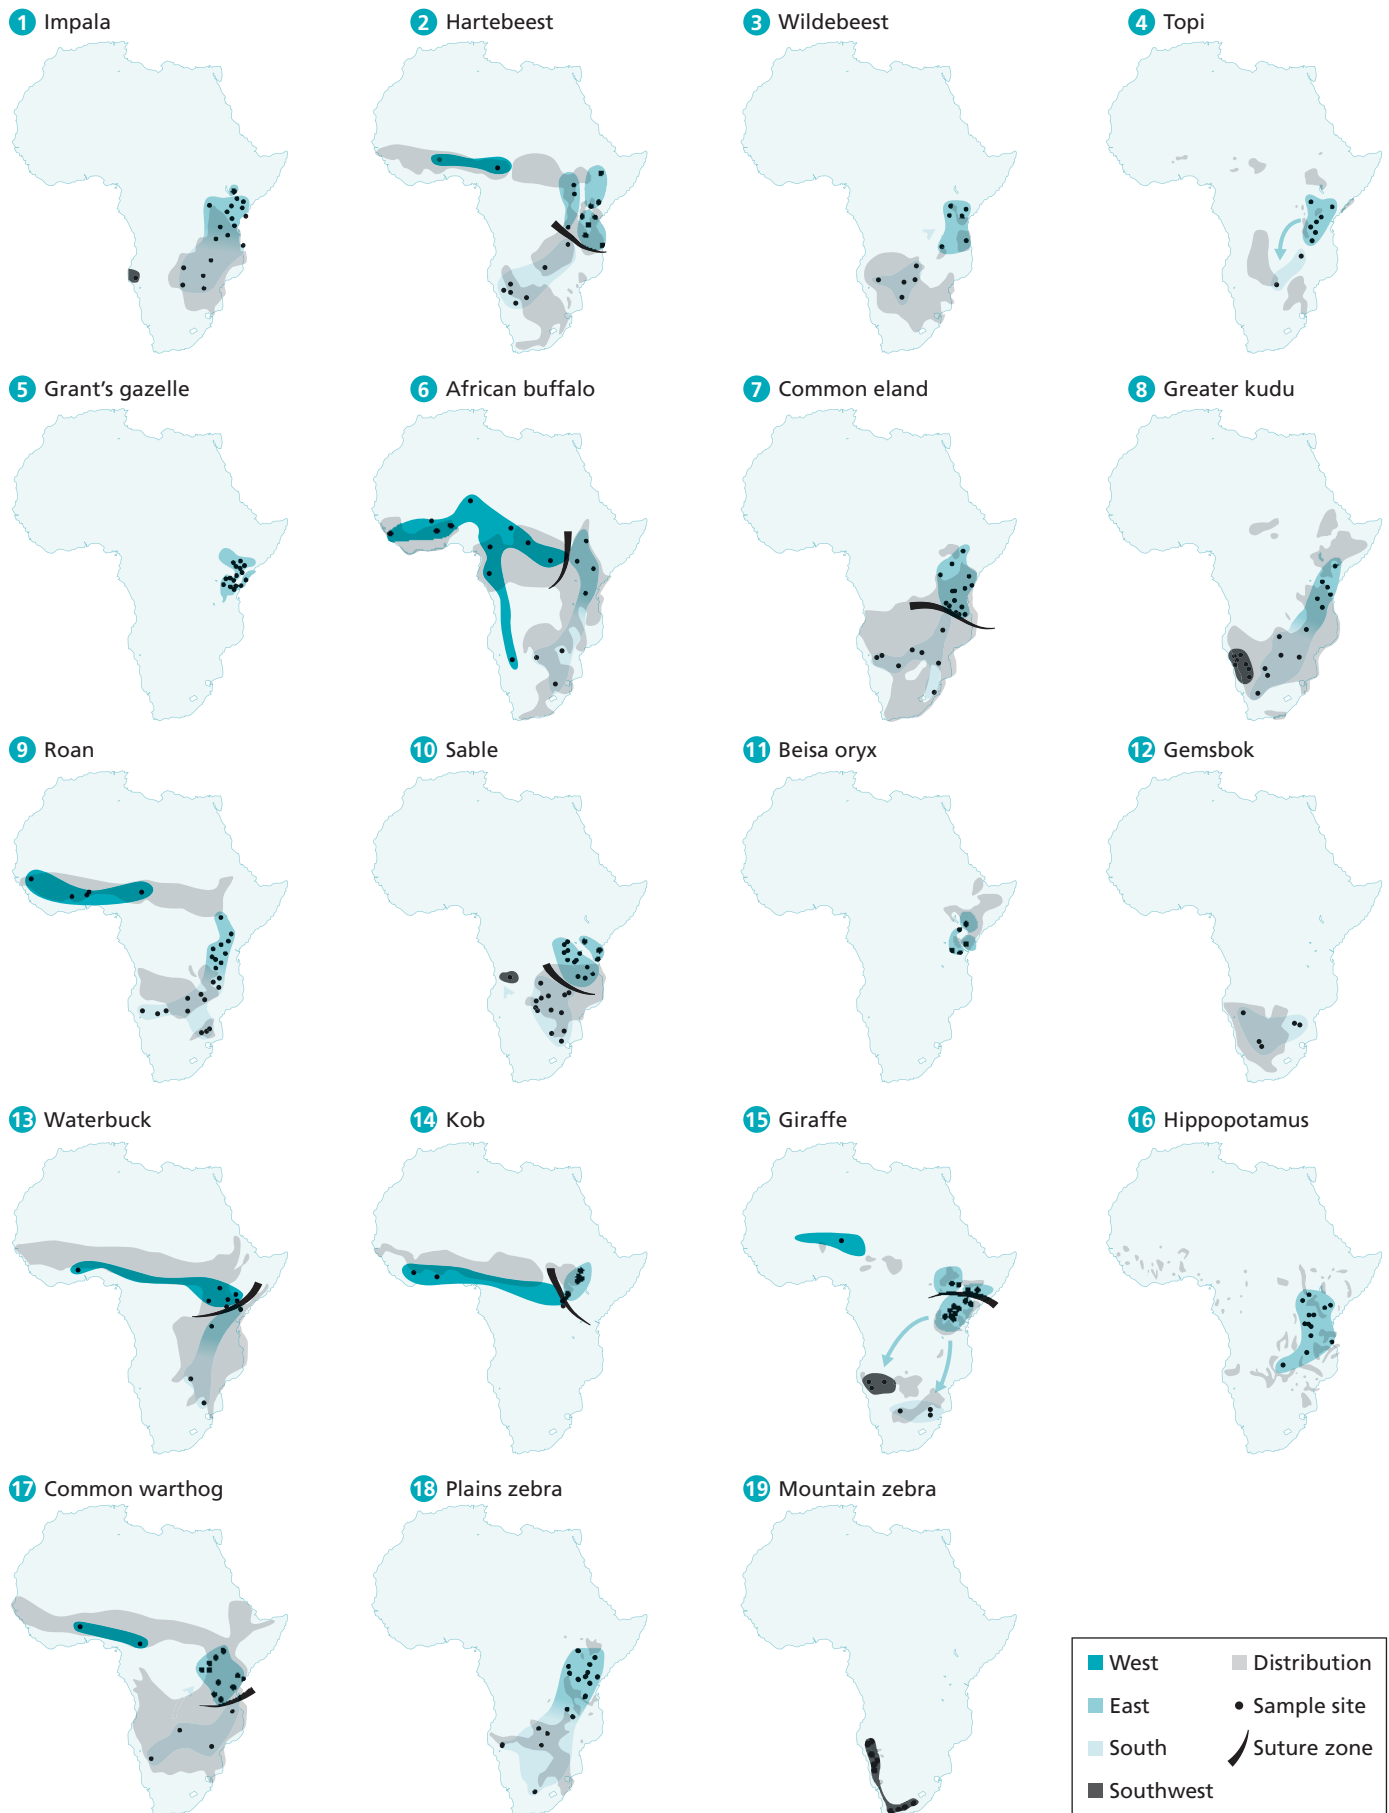 1 Impala
2 Hartebeest
3 Wildebeest
4 Topi
5 Grant's gazelle
6 African buffalo
7 Common eland
8 Greater kudu
9 Roan
10 Sable
11 Beisa oryx
12 Gemsbok
13 Waterbuck
14 Kob
15 Giraffe
16 Hippopotamus
17 Common warthog
18 Plains zebra
19 Mountain zebra
West
East
South
Southwest
Distribution
Sample site
Suture zone